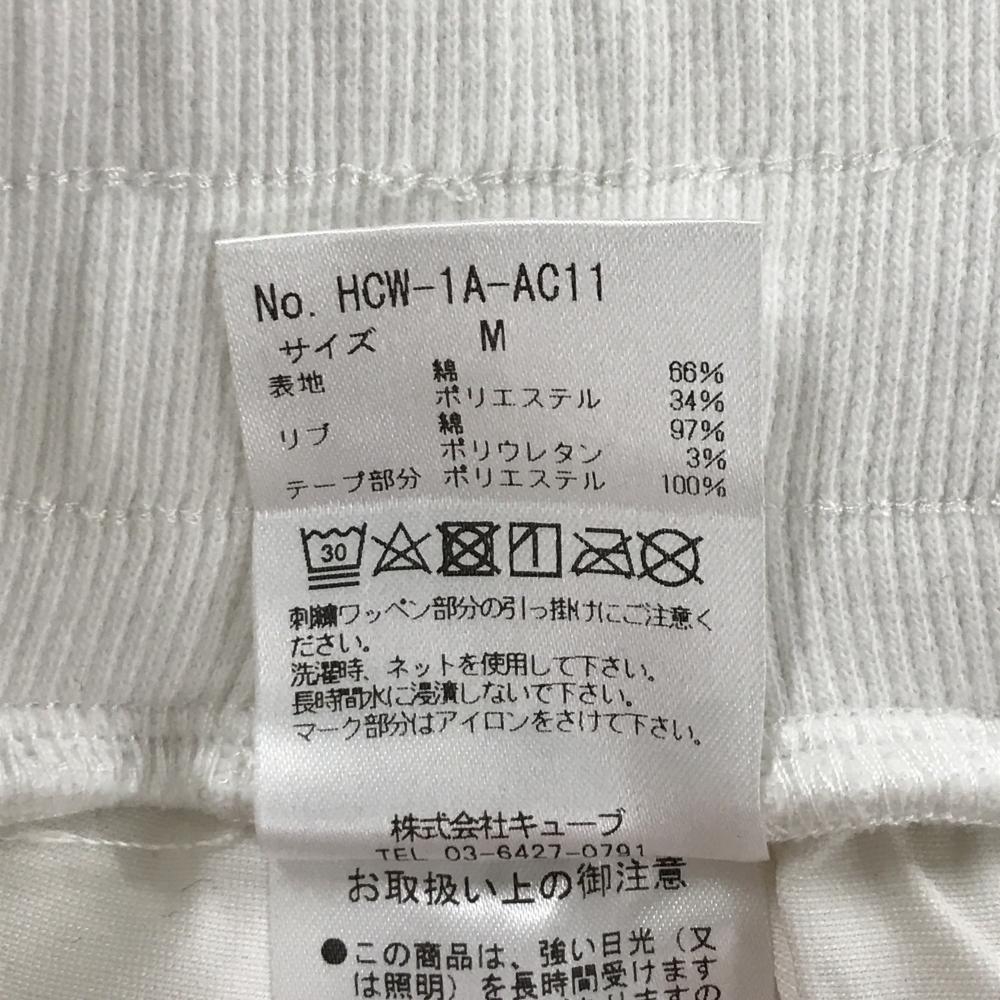 No. HCW-1A-AC11
サイズ M
表地 綿 66%
ポリエステル 34%
リブ 綿 97%
ポリウレタン 3%
テープ部分 ポリエステル 100%
30
刺繍ワッペン部分の引っ掛けにご注意く
ださい。
洗濯時、ネットを使用して下さい。
長時間水に浸漬しないで下さい。
マーク部分はアイロンをさけて下さい。
株式会社キューブ
TEL 03-6427-0791
お取扱い上の御注意
●この商品は、強い日光（又
は照明）を長時間受けます